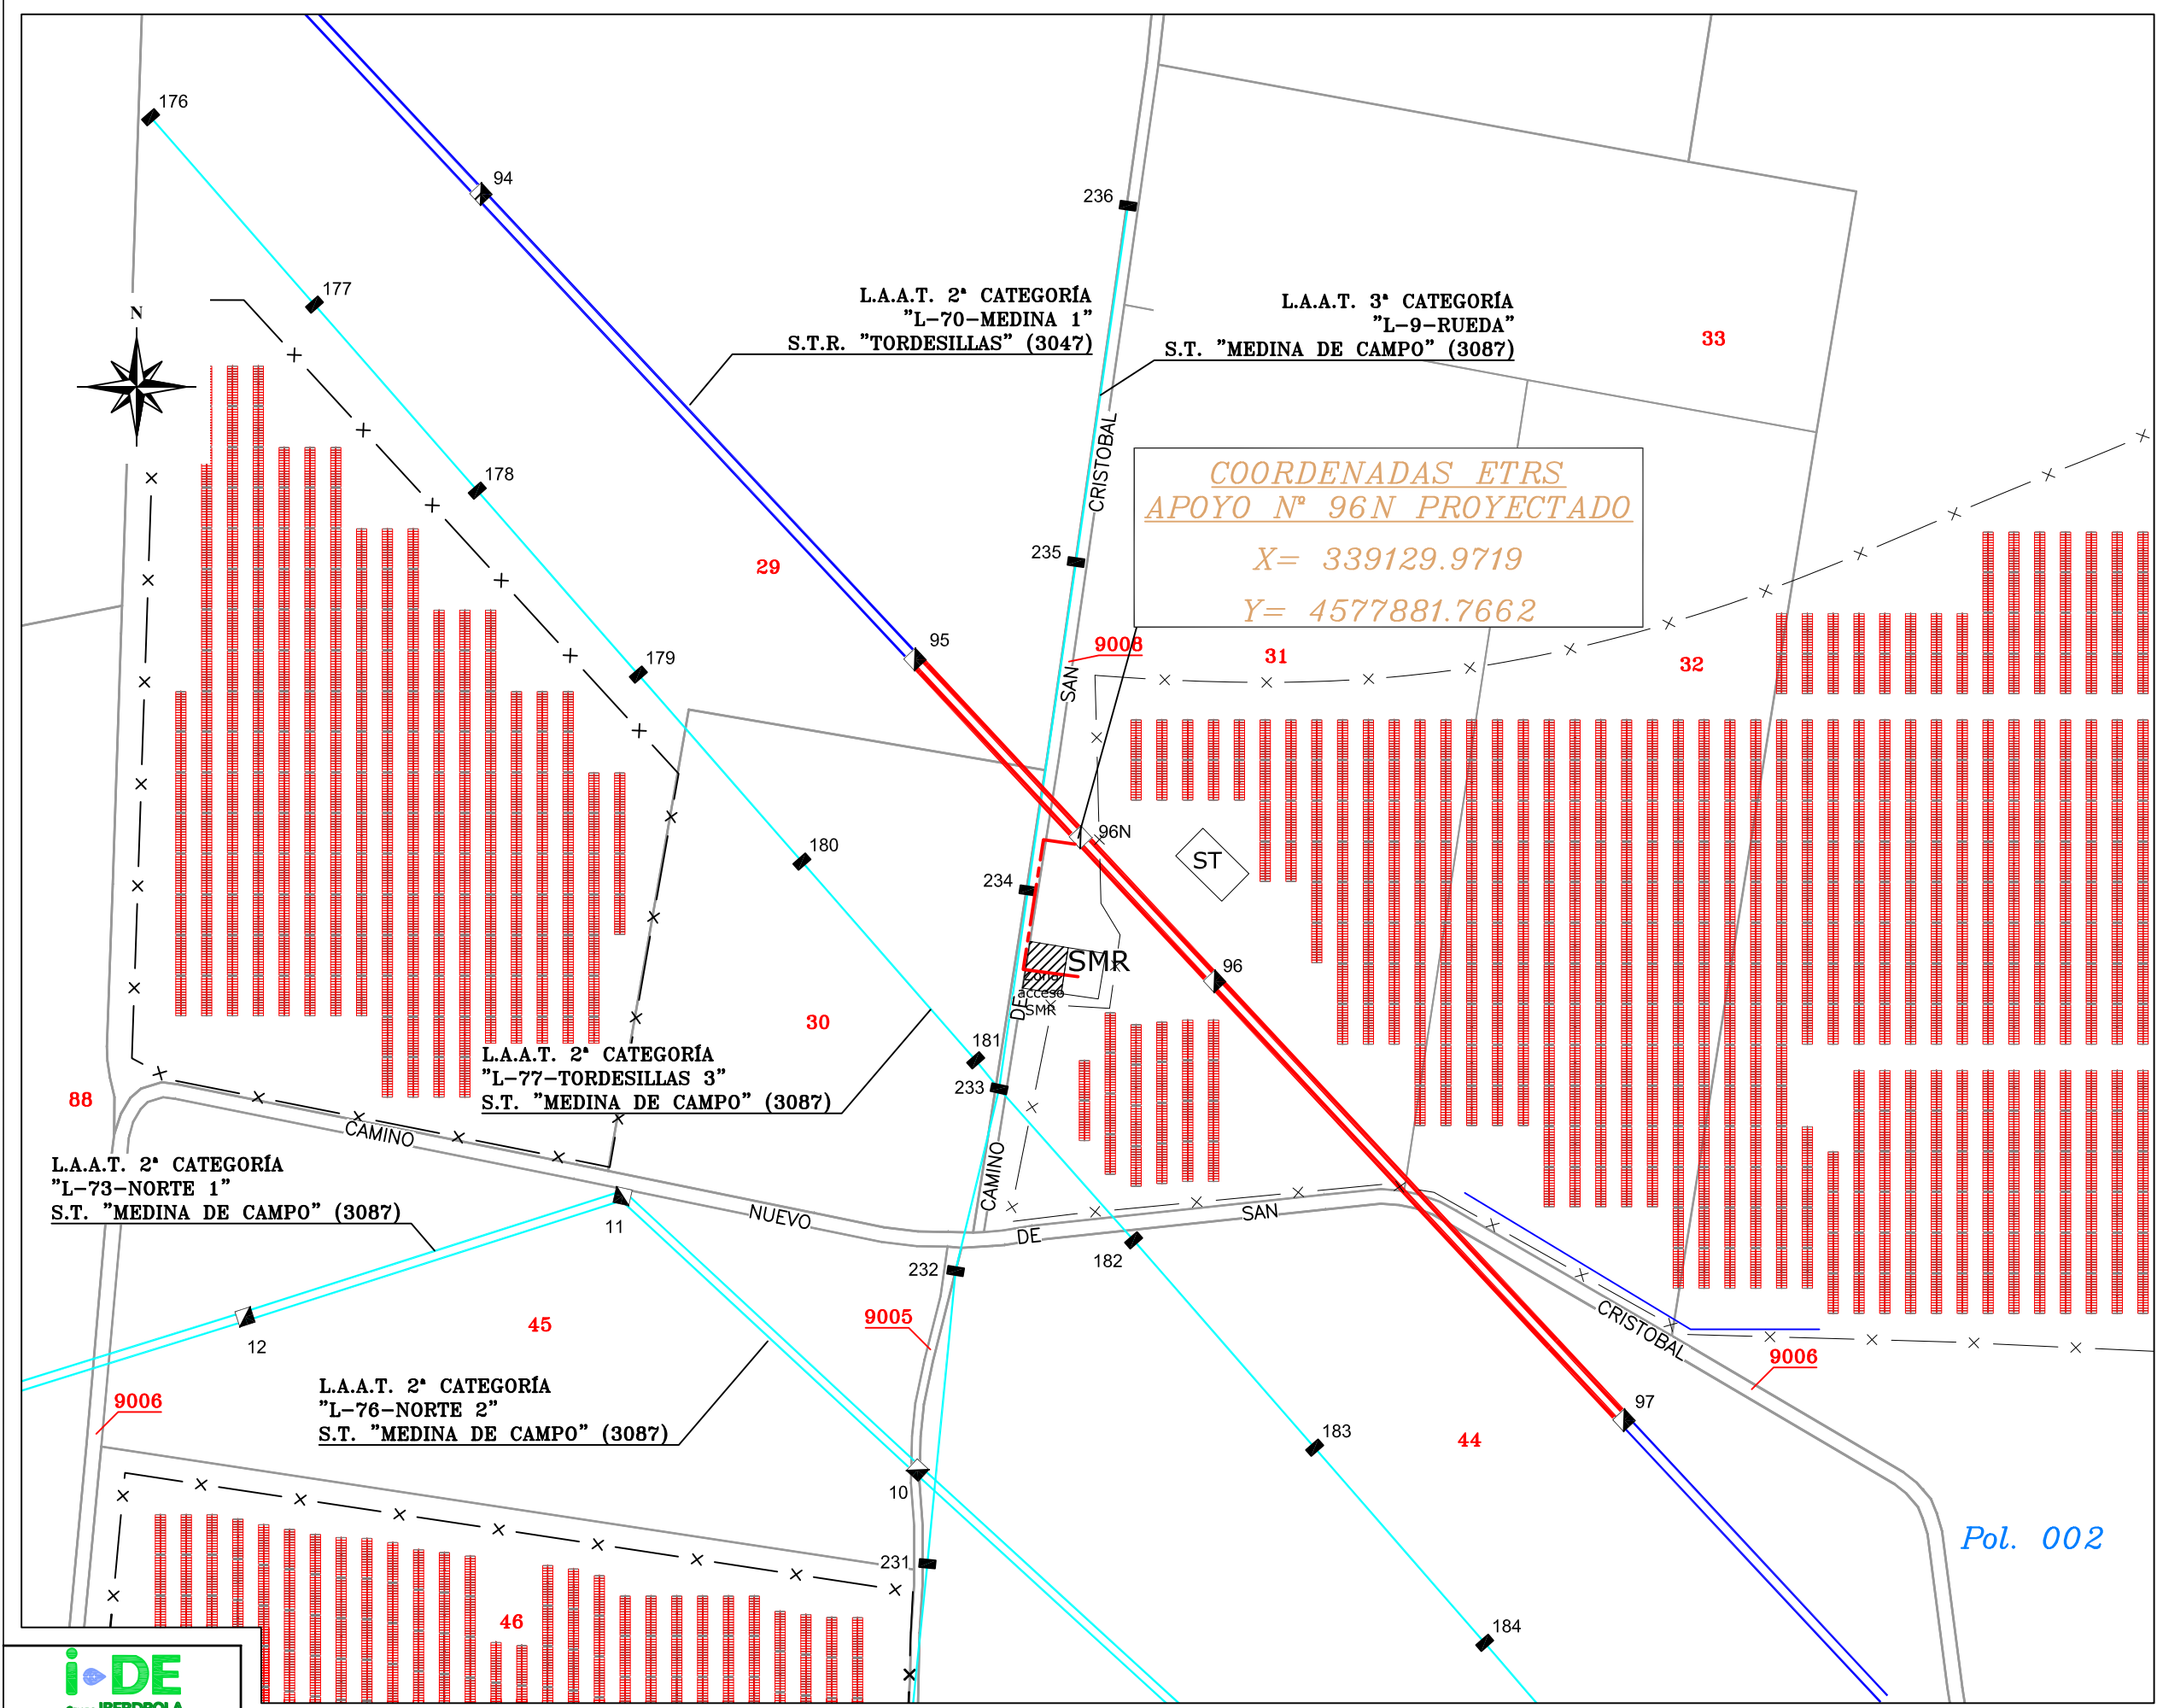 176
94
236
177
N
L.A.A.T. 2ª CATEGORÍA
"L-70-MEDINA 1"
S.T.R. "TORDESILLAS" (3047)
L.A.A.T. 3ª CATEGORÍA
"L-9-RUEDA"
S.T. "MEDINA DE CAMPO" (3087)
33
178
CRISTOBAL
COORDENADAS ETRS
APOYO Nº 96N PROYECTADO
X= 339129.9719
Y= 4577881.7662
235
29
95
9008
31
32
179
SAN
96N
180
ST
234
SMR
96
Zona
acceso
SMR
DE
30
181
L.A.A.T. 2ª CATEGORÍA
"L-77-TORDESILLAS 3"
S.T. "MEDINA DE CAMPO" (3087)
233
88
CAMINO
CAMINO
L.A.A.T. 2ª CATEGORÍA
"L-73-NORTE 1"
S.T. "MEDINA DE CAMPO" (3087)
11
NUEVO
DE
SAN
182
232
9005
45
12
CRISTOBAL
9006
L.A.A.T. 2ª CATEGORÍA
"L-76-NORTE 2"
S.T. "MEDINA DE CAMPO" (3087)
9006
97
183
44
10
Pol. 002
231
46
184
i-DE
IBERDROLA